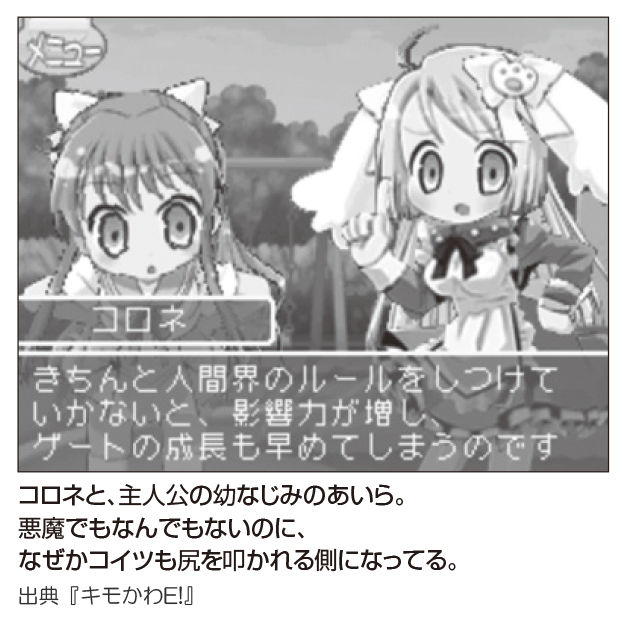 メニュー
コロネ
きちんと人間界のルールをしつけて
いかないと、影響力が増し、
ゲートの成長も早めてしまうのです
コロネと、主人公の幼なじみのあいら。
悪魔でもなんでもないのに、
なぜかコイツも尻を叩かれる側になってる。
出典『キモかわE!』